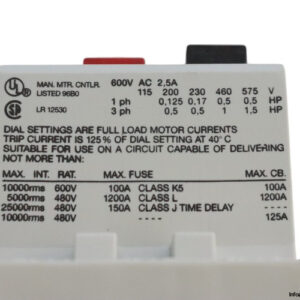 UL MAN. MTR. CNTLR. 600V AC 2,5A
LISTED 96B0 115 200 230 460 575 V
LR 12530 1 ph 0,125 0,17 0,5 0,5 HP
3 ph 0,5 0,5 1 1,5 HP
DIAL SETTINGS ARE FULL LOAD MOTOR CURRENTS
TRIP CURRENT IS 125% OF DIAL SETTING AT 40°C
SUITABLE FOR USE ON A CIRCUIT CAPABLE OF DELIVERING
NOT MORE THAN
MAX. INT. RAT. MAX. FUSE MAX. CB.
10000rms 600V 100A CLASS K5 100A
5000rms 480V 1200A CLASS L 1200A
25000rms 480V 150A CLASS J TIME DELAY ----
10000rms 480V ---- 125A